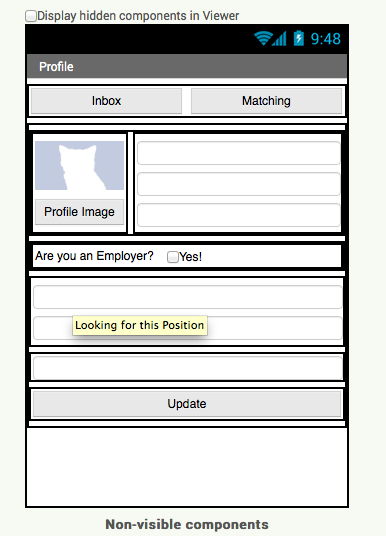 Display hidden components in Viewer
9:48
Profile
Inbox
Matching
Profile Image
Are you an Employer?
Yes!
Looking for this Position
Update
Non-visible components